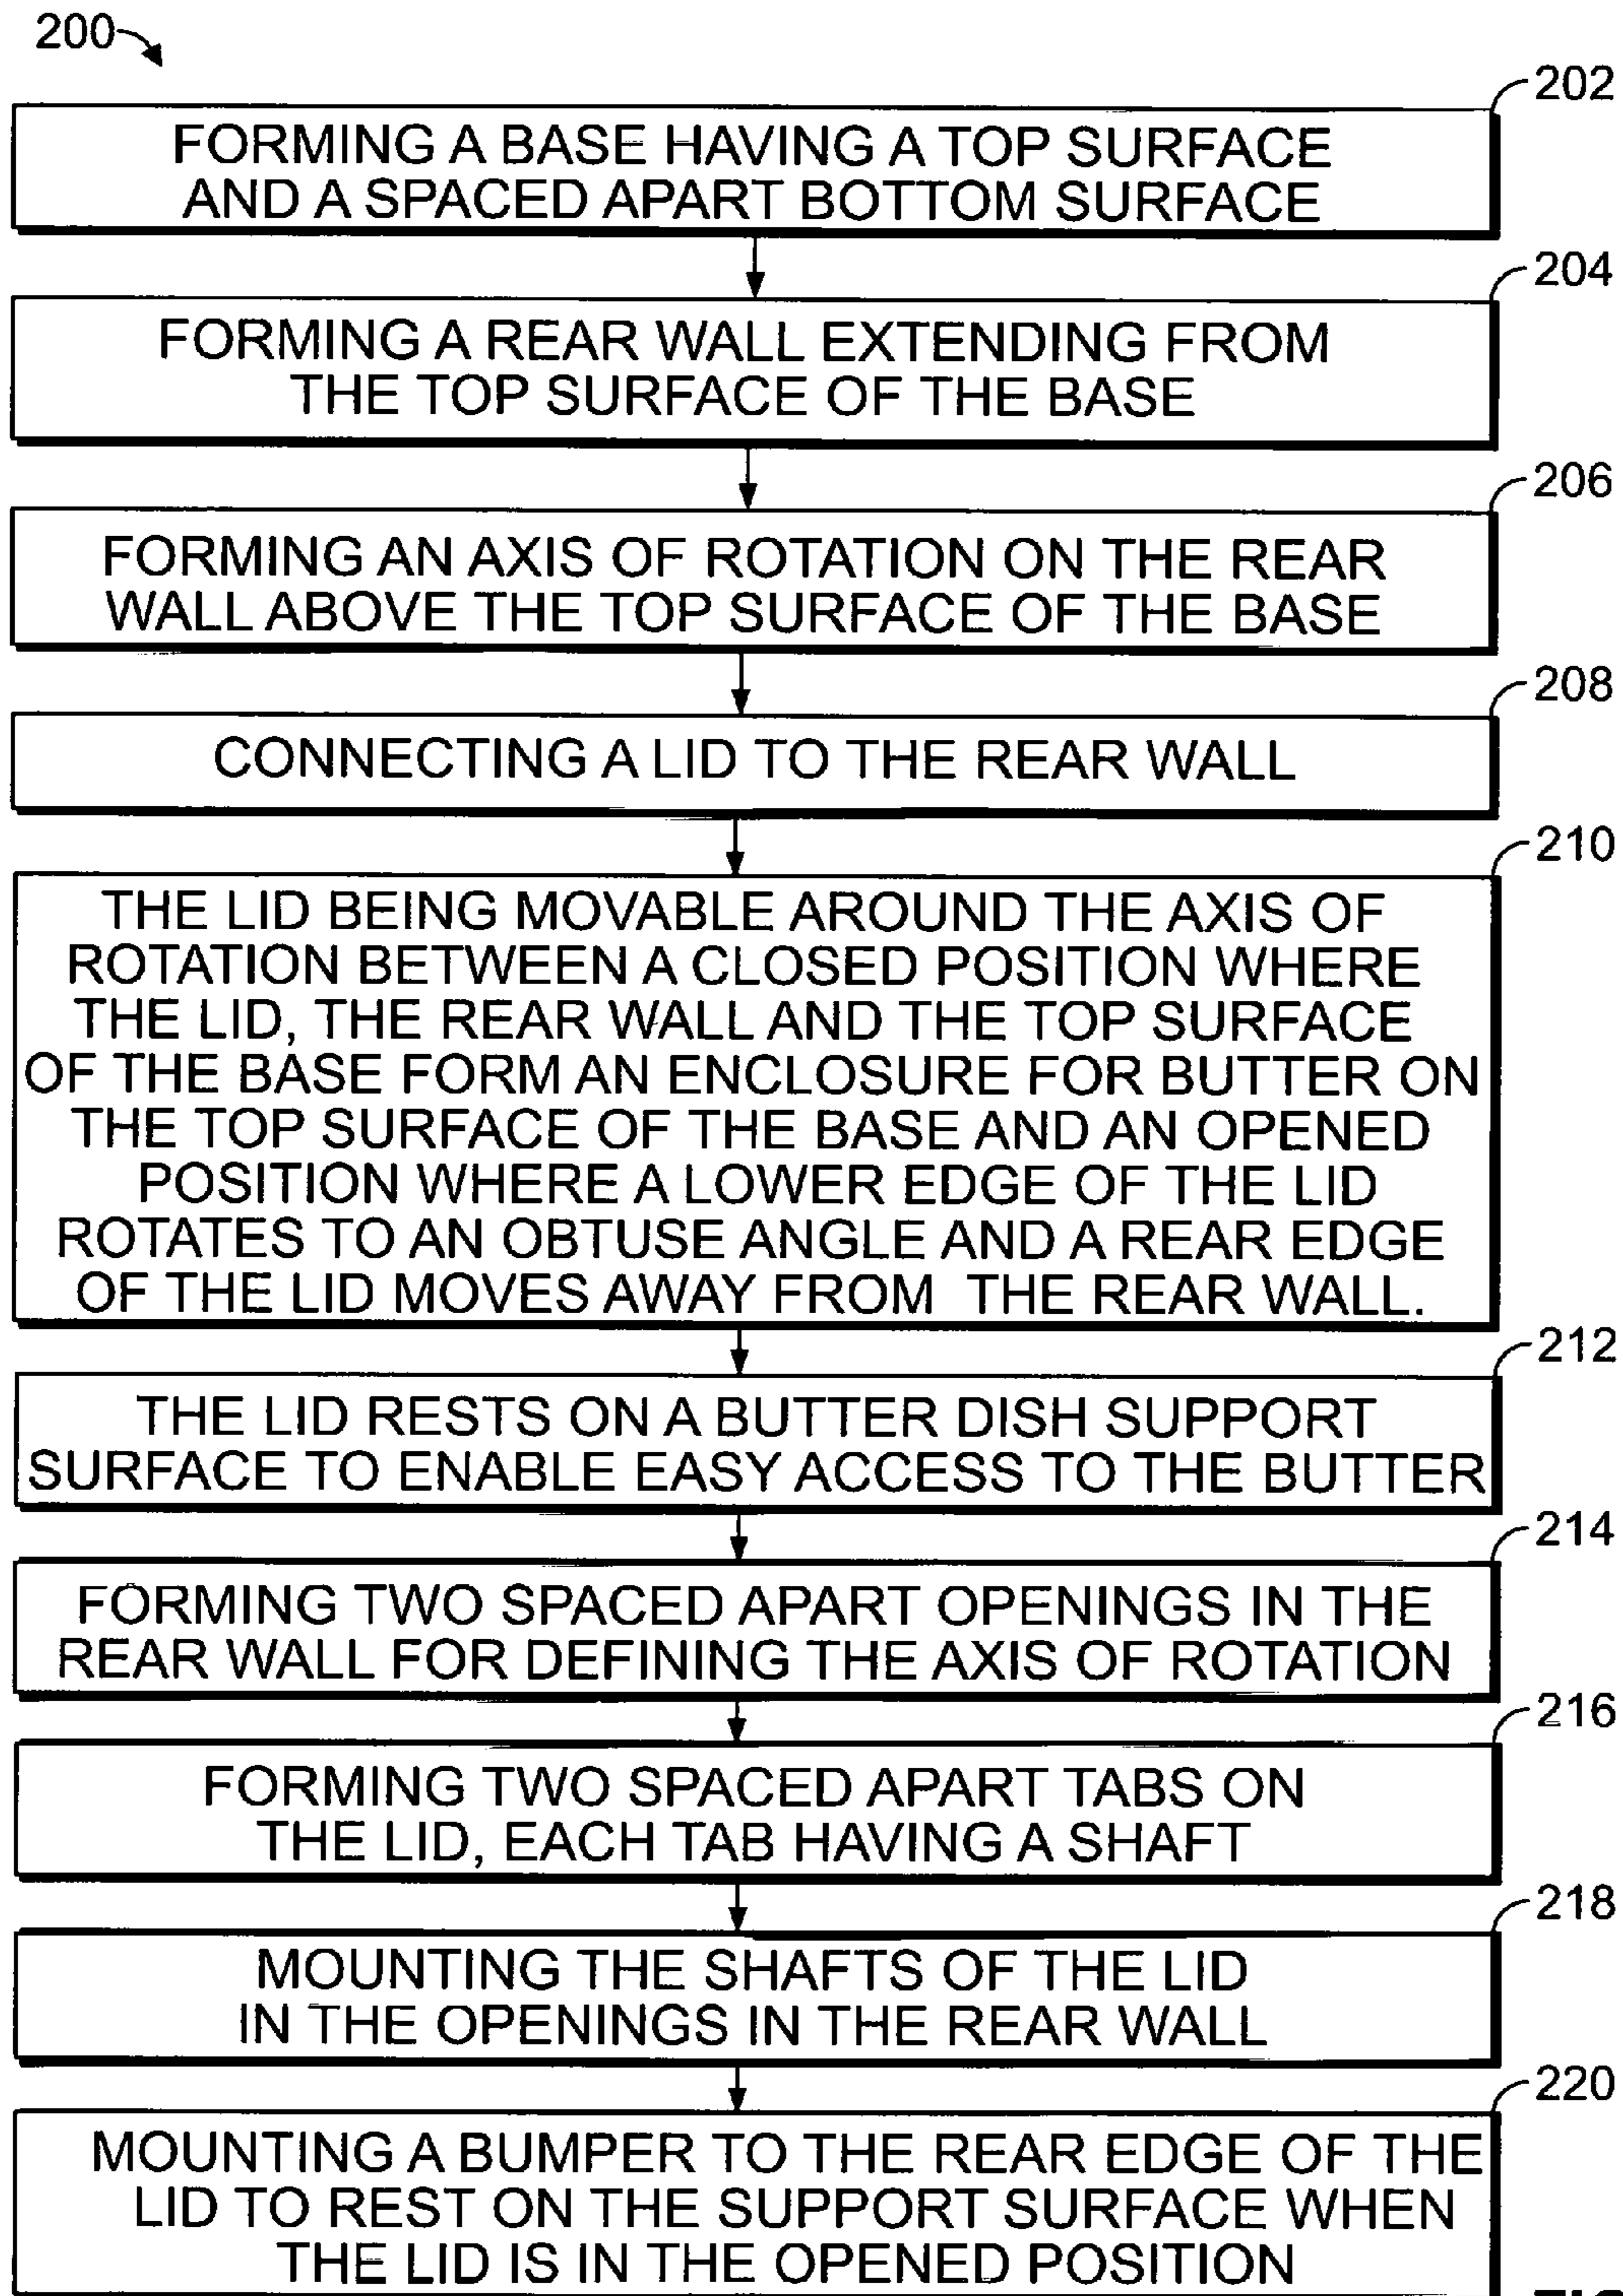 200
202
FORMING A BASE HAVING A TOP SURFACE
AND A SPACED APART BOTTOM SURFACE
204
FORMING A REAR WALL EXTENDING FROM
THE TOP SURFACE OF THE BASE
206
FORMING AN AXIS OF ROTATION ON THE REAR
WALL ABOVE THE TOP SURFACE OF THE BASE
208
CONNECTING A LID TO THE REAR WALL
210
THE LID BEING MOVABLE AROUND THE AXIS OF
ROTATION BETWEEN A CLOSED POSITION WHERE
THE LID, THE REAR WALL AND THE TOP SURFACE
OF THE BASE FORM AN ENCLOSURE FOR BUTTER ON
THE TOP SURFACE OF THE BASE AND AN OPENED
POSITION WHERE A LOWER EDGE OF THE LID
ROTATES TO AN OBTUSE ANGLE AND A REAR EDGE
OF THE LID MOVES AWAY FROM THE REAR WALL.
212
THE LID RESTS ON A BUTTER DISH SUPPORT
SURFACE TO ENABLE EASY ACCESS TO THE BUTTER
214
FORMING TWO SPACED APART OPENINGS IN THE
REAR WALL FOR DEFINING THE AXIS OF ROTATION
216
FORMING TWO SPACED APART TABS ON
THE LID, EACH TAB HAVING A SHAFT
218
MOUNTING THE SHAFTS OF THE LID
IN THE OPENINGS IN THE REAR WALL
220
MOUNTING A BUMPER TO THE REAR EDGE OF THE
LID TO REST ON THE SUPPORT SURFACE WHEN
THE LID IS IN THE OPENED POSITION